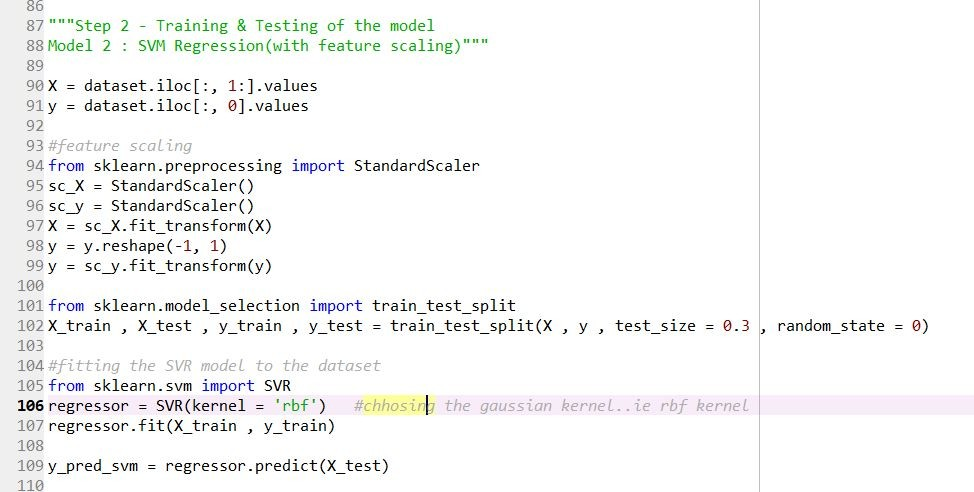 86
87 """Step 2 - Training & Testing of the model
88 Model 2 : SVM Regression(with feature scaling)"""
89
90 X = dataset.iloc[:, 1:].values
91 y = dataset.iloc[:, 0].values
92
93 #feature scaling
94 from sklearn.preprocessing import StandardScaler
95 sc_X = StandardScaler()
96 sc_y = StandardScaler()
97 X = sc_X.fit_transform(X)
98 y = y.reshape(-1, 1)
99 y = sc_y.fit_transform(y)
100
101 from sklearn.model_selection import train_test_split
102 X_train , X_test , y_train , y_test = train_test_split(X , y , test_size = 0.3 , random_state = 0)
103
104 #fitting the SVR model to the dataset
105 from sklearn.svm import SVR
106 regressor = SVR(kernel = 'rbf')   #chhosing the gaussian kernel..ie rbf kernel
107 regressor.fit(X_train , y_train)
108
109 y_pred_svm = regressor.predict(X_test)
110